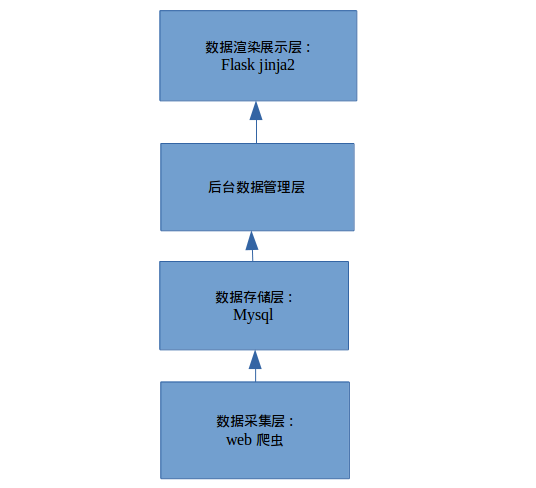 数据渲染展示层：
Flask jinja2
后台数据管理层
数据存储层：
Mysql
数据采集层：
web 爬虫